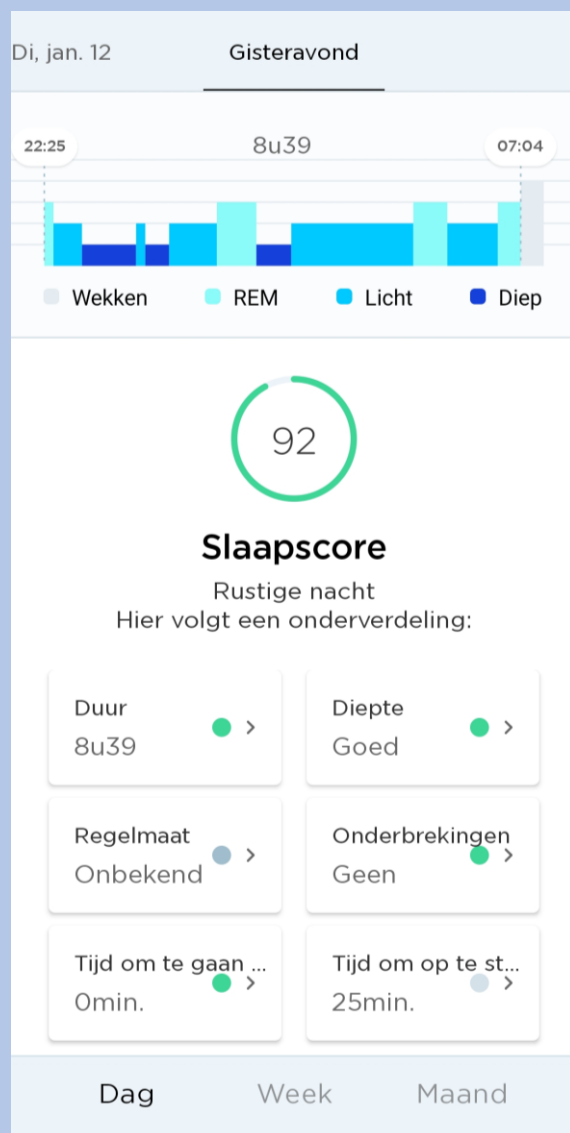 Di, jan. 12 Gisteravond
22:25 8u39 07:04
Wekken REM Licht Diep
92
Slaapscore
Rustige nacht
Hier volgt een onderverdeling:
Duur
8u39
Diepte
Goed
Regelmaat
Onbekend
Onderbrekingen
Geen
Tijd om te gaan ...
0min.
Tijd om op te st...
25min.
Dag Week Maand